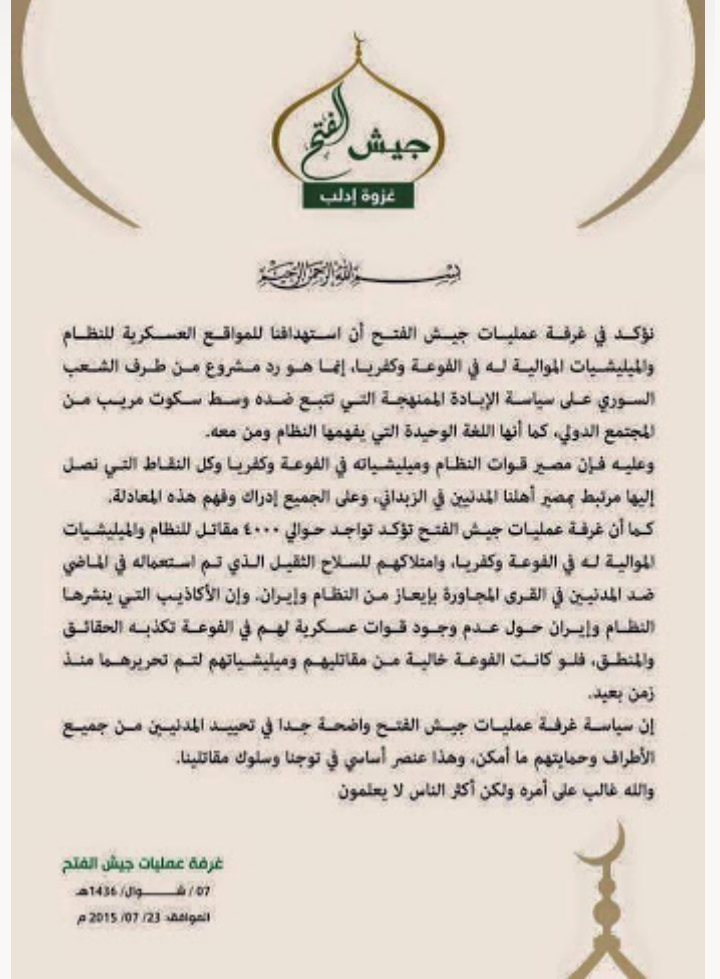 جيش الفتح
غزوة إدلب
بسم الله الرحمن الرحيم
نؤكد في غرفة عمليات جيش الفتح أن استهدافنا للمواقع العسكرية للنظام
والميليشيات الموالية له في الفوعة وكفريا، إنما هو رد مشروع من طرف الشعب
السوري على سياسة الإبادة الممنهجة التي تتبع ضده وسط سكوت مريب من
المجتمع الدولي، كما أنها اللغة الوحيدة التي يفهمها النظام ومن معه.
وعليه فإن مصير قوات النظام وميليشياته في الفوعة وكفريا وكل النقاط التي نصل
إليها مرتبط بمصير أهلنا المدنيين في الزبداني، وعلى الجميع إدراك وفهم هذه المعادلة.
كما أن غرفة عمليات جيش الفتح تؤكد تواجد حوالي ٤٠٠٠ مقاتل للنظام والميليشيات
الموالية له في الفوعة وكفريا، وامتلاكهم للسلاح الثقيل الذي تم استعماله في الماضي
ضد المدنيين في القرى المجاورة بإيعاز من النظام وإيران. وإن الأكاذيب التي ينشرها
النظام وإيران حول عدم وجود قوات عسكرية لهم في الفوعة تكذبه الحقائق
والمنطق، فلو كانت الفوعة خالية من مقاتليهم وميليشياتهم لتم تحريرهما منذ
زمن بعيد.
إن سياسة غرفة عمليات جيش الفتح واضحة جدا في تحييد المدنيين من جميع
الأطراف وحمايتهم ما أمكن، وهذا عنصر أساسي في توجنا وسلوك مقاتلينا.
والله غالب على أمره ولكن أكثر الناس لا يعلمون
غرفة عمليات جيش الفتح
07 / شوال/ 1436هـ
الموافق: 23/ 07/ 2015 م